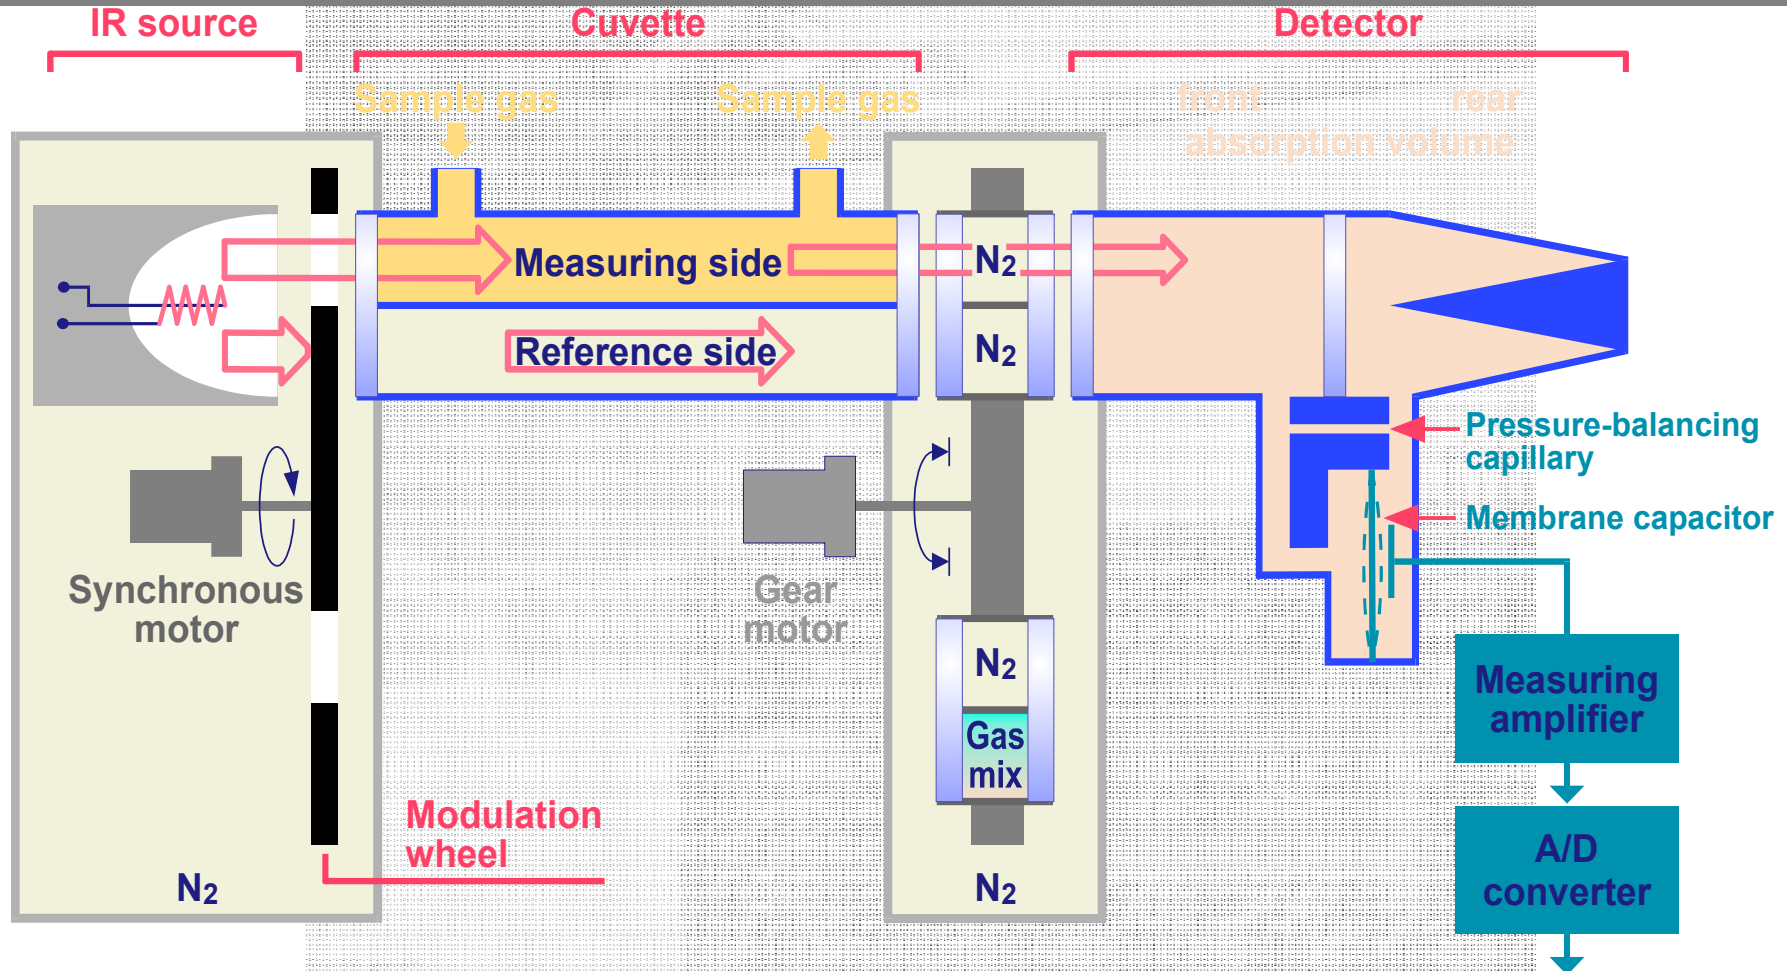 IR source
Cuvette
Detector
Sample gas
Sample gas
front
rear
absorption volume
Measuring side
N2
Reference side
N2
Pressure-balancing
capillary
Membrane capacitor
Synchronous
motor
Gear
motor
N2
Measuring
amplifier
Gas
mix
Modulation
wheel
A/D
converter
N2
N2